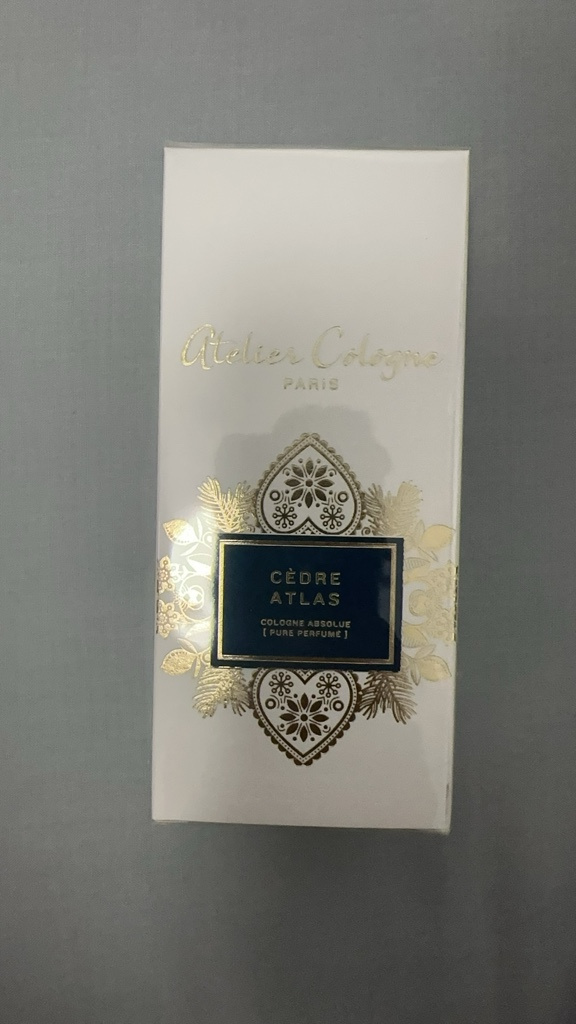 Atelier Cologne
PARIS
CÈDRE
ATLAS
COLOGNE ABSOLUE
[ PURE PERFUME ]